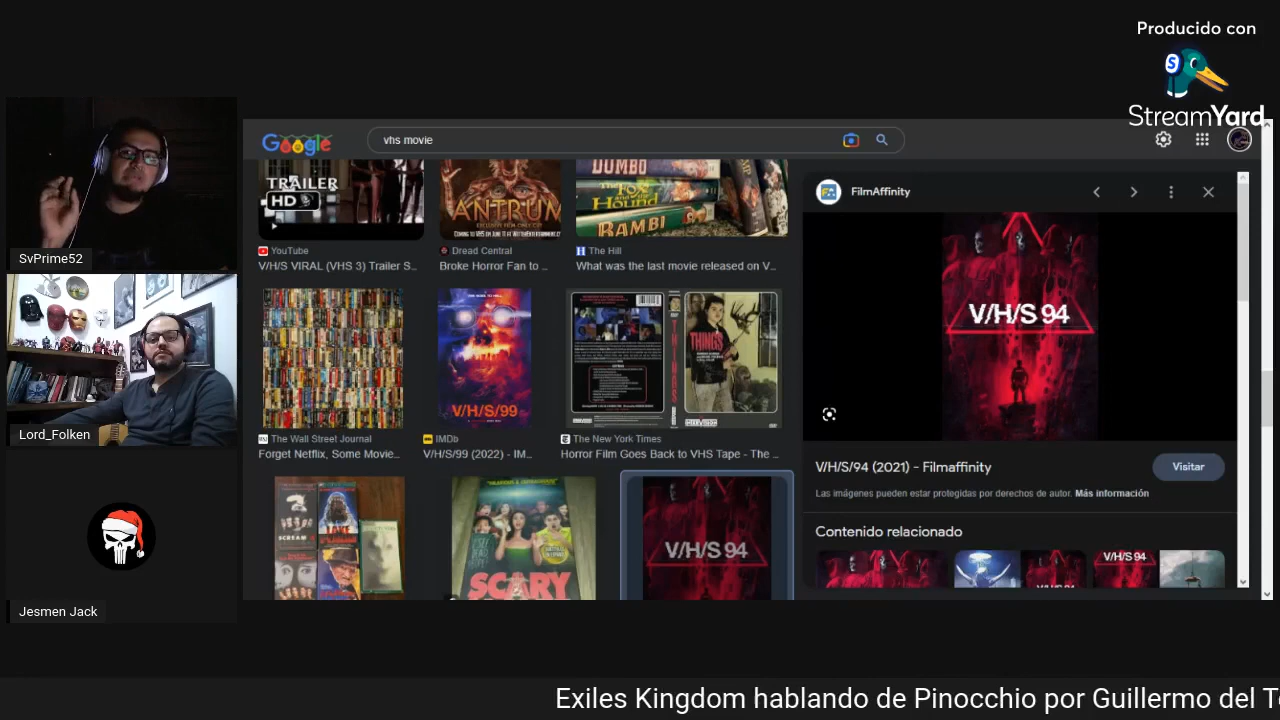 Producido con
StreamYard
Google
vhs movie
TRAILER
HD
ANTRUM
DUMBO
The Fox
and the
Hound
BAMBI
YouTube
V/H/S VIRAL (VHS 3) Trailer S...
Dread Central
Broke Horror Fan to ...
The Hill
What was the last movie released on V...
FilmAffinity
V/H/S 94
V/H/S/99
THINGS
The Wall Street Journal
Forget Netflix, Some Movie...
IMDb
V/H/S/99 (2022) - IM...
The New York Times
Horror Film Goes Back to VHS Tape - The ...
V/H/S/94 (2021) - Filmaffinity
Visitar
Las imágenes pueden estar protegidas por derechos de autor. Más información
Contenido relacionado
SCREAM
SCARY
V/H/S 94
V/H/S 94
SvPrime52
Lord_Folken
Jesmen Jack
Exiles Kingdom hablando de Pinocchio por Guillermo del T